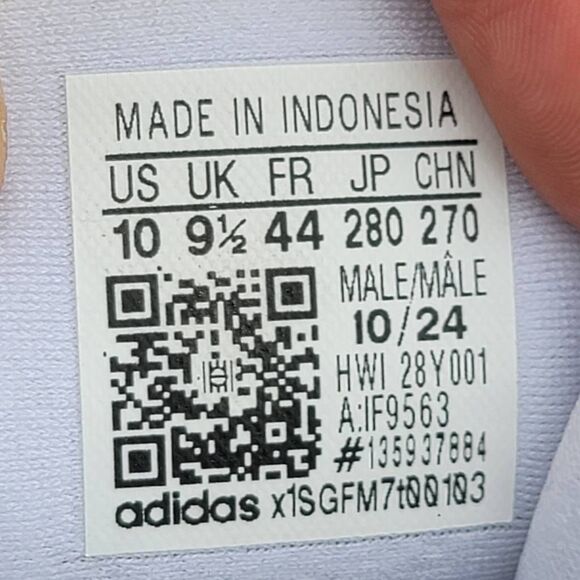 MADE IN INDONESIA
US UK FR JP CHN
10 9½ 44 280 270
MALE/MÂLE
10/24
HWI 28Y001
A:IF9563
#135937884
adidas x1SGFM7t00103